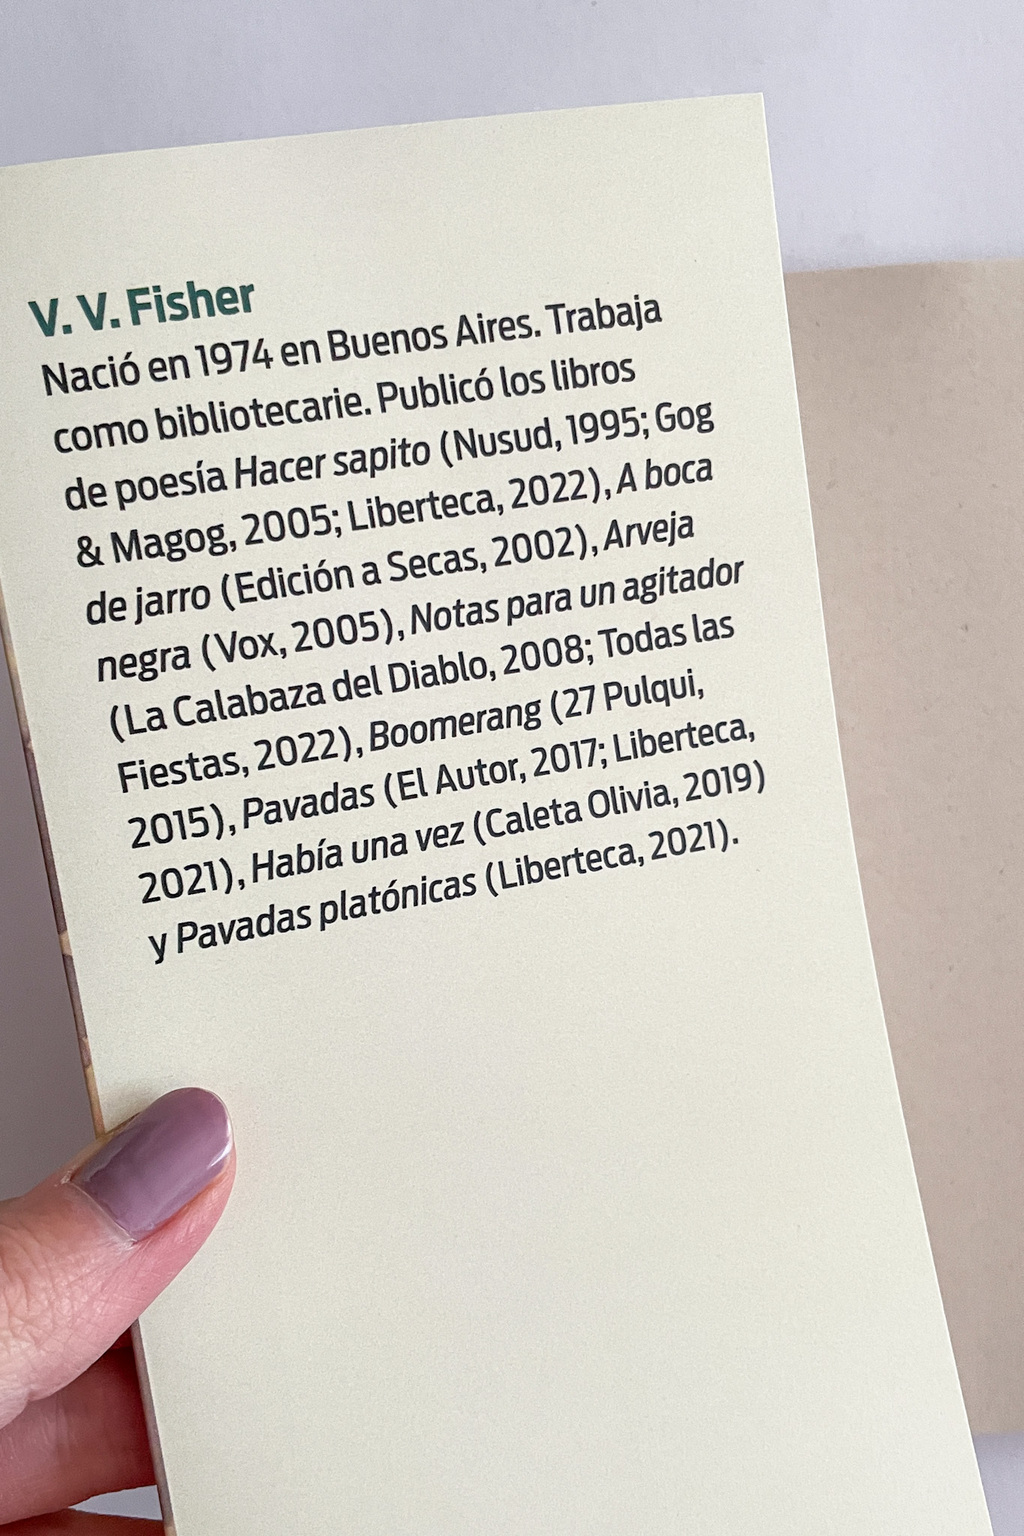 V. V. Fisher
Nació en 1974 en Buenos Aires. Trabaja
como bibliotecarie. Publicó los libros
de poesía Hacer sapito (Nusud, 1995; Gog
& Magog, 2005; Liberteca, 2022), A boca
de jarro (Edición a Secas, 2002), Arveja
negra (Vox, 2005), Notas para un agitador
(La Calabaza del Diablo, 2008; Todas las
Fiestas, 2022), Boomerang (27 Pulqui,
2015), Pavadas (El Autor, 2017; Liberteca,
2021), Había una vez (Caleta Olivia, 2019)
y Pavadas platónicas (Liberteca, 2021).